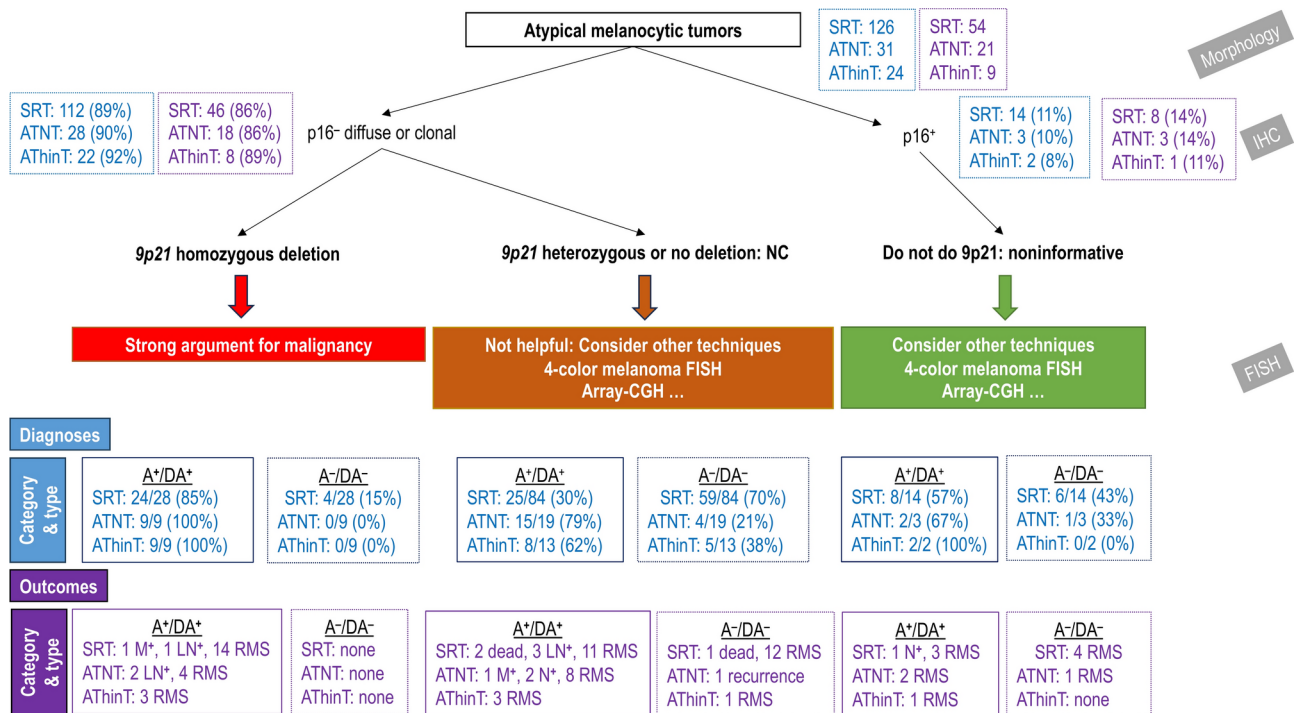 Atypical melanocytic tumors
SRT: 126
ATNT: 31
AThinT: 24
SRT: 54
ATNT: 21
AThinT: 9
Morphology
SRT: 112 (89%)
ATNT: 28 (90%)
AThinT: 22 (92%)
SRT: 46 (86%)
ATNT: 18 (86%)
AThinT: 8 (89%)
p16⁻ diffuse or clonal
p16⁺
SRT: 14 (11%)
ATNT: 3 (10%)
AThinT: 2 (8%)
SRT: 8 (14%)
ATNT: 3 (14%)
AThinT: 1 (11%)
IHC
9p21 homozygous deletion
9p21 heterozygous or no deletion: NC
Do not do 9p21: noninformative
Strong argument for malignancy
Not helpful: Consider other techniques
4-color melanoma FISH
Array-CGH ...
Consider other techniques
4-color melanoma FISH
Array-CGH ...
FISH
Diagnoses
Category
& type
A⁺/DA⁺
SRT: 24/28 (85%)
ATNT: 9/9 (100%)
AThinT: 9/9 (100%)
A⁻/DA⁻
SRT: 4/28 (15%)
ATNT: 0/9 (0%)
AThinT: 0/9 (0%)
A⁺/DA⁺
SRT: 25/84 (30%)
ATNT: 15/19 (79%)
AThinT: 8/13 (62%)
A⁻/DA⁻
SRT: 59/84 (70%)
ATNT: 4/19 (21%)
AThinT: 5/13 (38%)
A⁺/DA⁺
SRT: 8/14 (57%)
ATNT: 2/3 (67%)
AThinT: 2/2 (100%)
A⁻/DA⁻
SRT: 6/14 (43%)
ATNT: 1/3 (33%)
AThinT: 0/2 (0%)
Outcomes
Category
& type
A⁺/DA⁺
SRT: 1 M⁺, 1 LN⁺, 14 RMS
ATNT: 2 LN⁺, 4 RMS
AThinT: 3 RMS
A⁻/DA⁻
SRT: none
ATNT: none
AThinT: none
A⁺/DA⁺
SRT: 2 dead, 3 LN⁺, 11 RMS
ATNT: 1 M⁺, 2 N⁺, 8 RMS
AThinT: 3 RMS
A⁻/DA⁻
SRT: 1 dead, 12 RMS
ATNT: 1 recurrence
AThinT: 1 RMS
A⁺/DA⁺
SRT: 1 N⁺, 3 RMS
ATNT: 2 RMS
AThinT: 1 RMS
A⁻/DA⁻
SRT: 4 RMS
ATNT: 1 RMS
AThinT: none